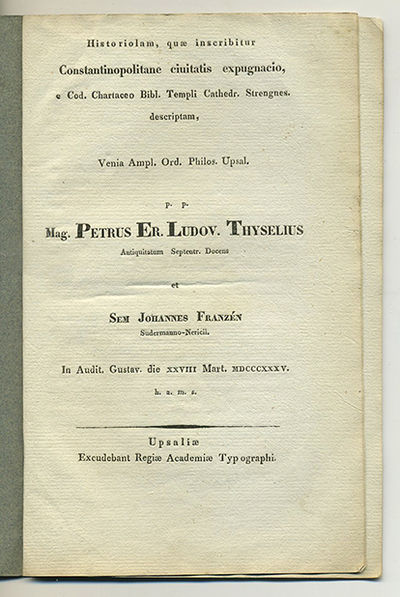 Historiolam, quæ inscribitur
Constantinopolitane ciuitatis expugnacio,
e Cod. Chartaceo Bibl. Templi Cathedr. Strengnes.
descriptam,
Venia Ampl. Ord. Philos. Upsal.
p. p.
Mag. Petrus Er. Ludov. Thyselius
Antiquitatum Septentr. Docens
et
Sem Johannes Franzén
Sudermanno-Nericii.
In Audit. Gustav. die XXVIII Mart. MDCCCXXXV.
h. a. m. s.
Upsaliæ
Excudebant Regiæ Academiæ Typographi.